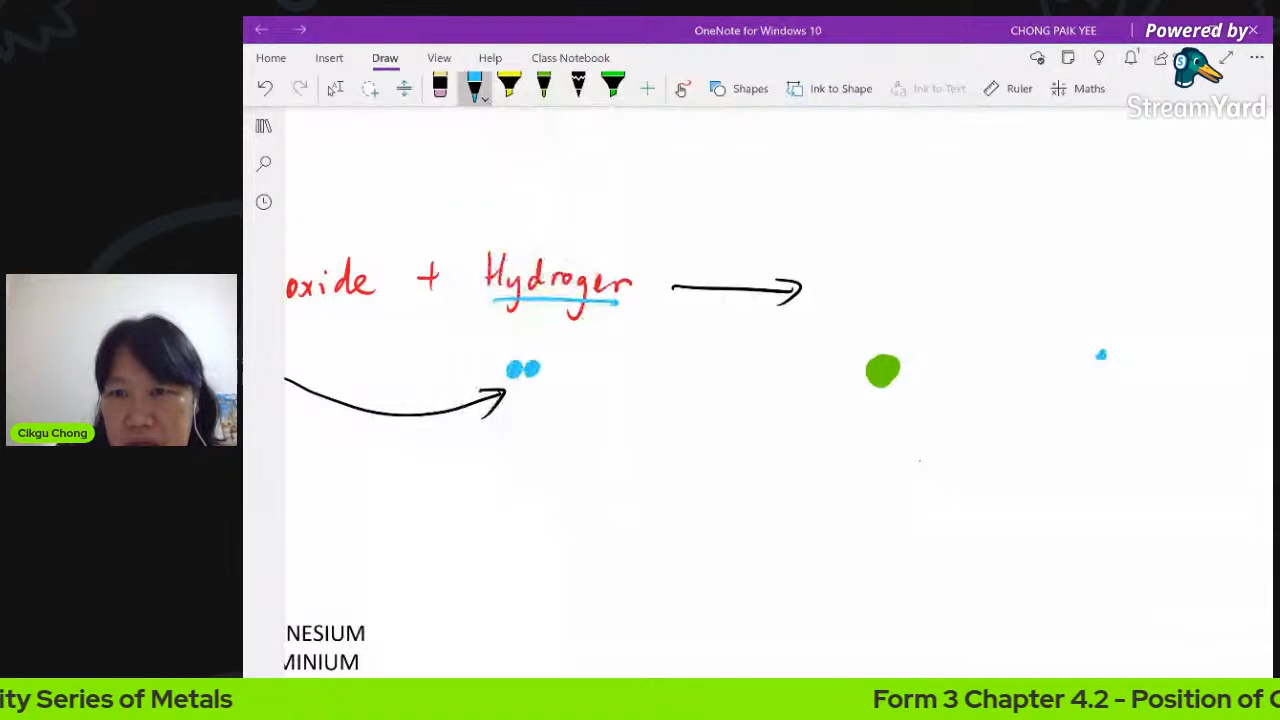 OneNote for Windows 10
CHONG PAIK YEE
Powered by
StreamYard
Home Insert Draw View Help Class Notebook
Shapes Ink to Shape Ink to Text Ruler Maths
oxide + Hydrogen
Cikgu Chong
NESIUM
MINIUM
ity Series of Metals
Form 3 Chapter 4.2 - Position of C